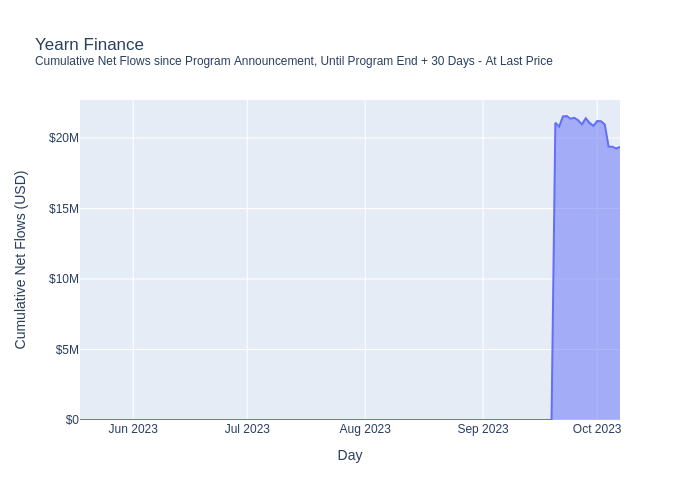 Yearn Finance
Cumulative Net Flows since Program Announcement, Until Program End + 30 Days - At Last Price
Cumulative Net Flows (USD)
$20M
$15M
$10M
$5M
$0
Jun 2023
Jul 2023
Aug 2023
Sep 2023
Oct 2023
Day